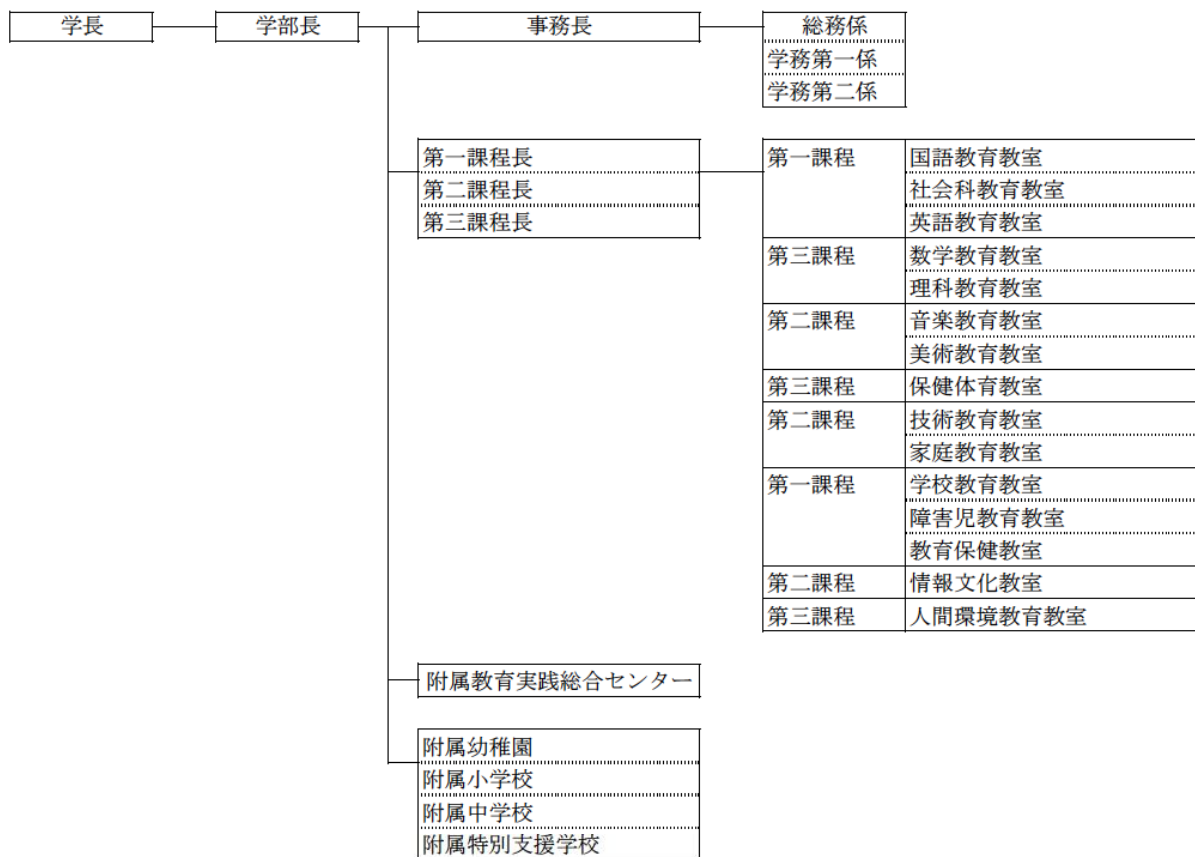 学長 学部長 事務長 総務係
学務第一係
学務第二係
第一課程長 第一課程 国語教育教室
第二課程長 社会科教育教室
第三課程長 英語教育教室
第三課程 数学教育教室
理科教育教室
第二課程 音楽教育教室
美術教育教室
第三課程 保健体育教室
第二課程 技術教育教室
家庭教育教室
第一課程 学校教育教室
障害児教育教室
教育保健教室
第二課程 情報文化教室
第三課程 人間環境教育教室
附属教育実践総合センター
附属幼稚園
附属小学校
附属中学校
附属特別支援学校